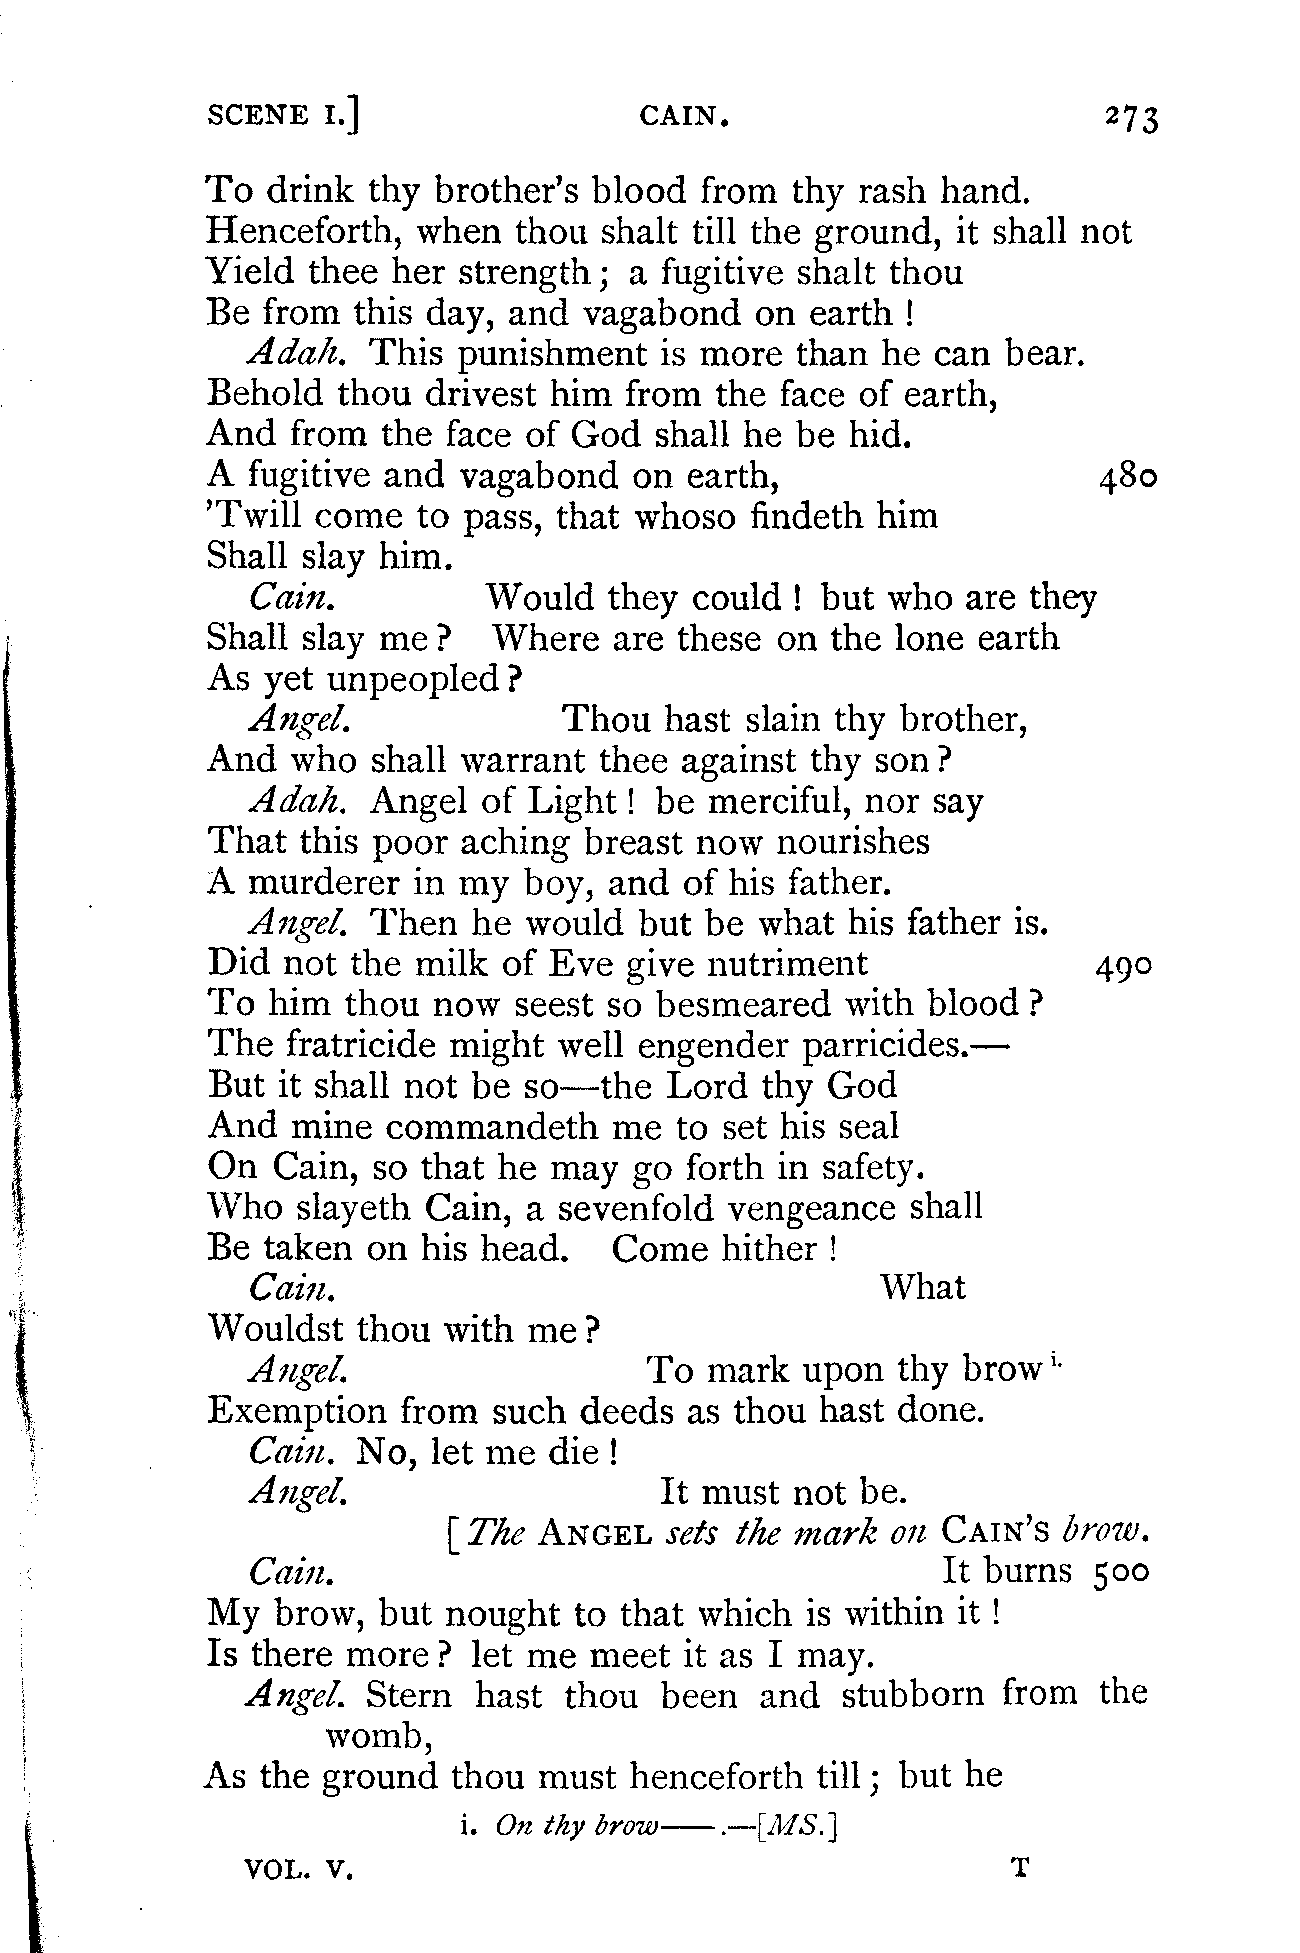 SCENE I.] CAIN. 273
To drink thy brother's blood from thy rash hand.
Henceforth, when thou shalt till the ground, it shall not
Yield thee her strength; a fugitive shalt thou
Be from this day, and vagabond on earth!
Adah. This punishment is more than he can bear.
Behold thou drivest him from the face of earth,
And from the face of God shall he be hid.
A fugitive and vagabond on earth, 480
'Twill come to pass, that whoso findeth him
Shall slay him.
Cain. Would they could! but who are they
Shall slay me? Where are these on the lone earth
As yet unpeopled?
Angel. Thou hast slain thy brother,
And who shall warrant thee against thy son?
Adah. Angel of Light! be merciful, nor say
That this poor aching breast now nourishes
A murderer in my boy, and of his father.
Angel. Then he would but be what his father is.
Did not the milk of Eve give nutriment 490
To him thou now seest so besmeared with blood?
The fratricide might well engender parricides.—
But it shall not be so—the Lord thy God
And mine commandeth me to set his seal
On Cain, so that he may go forth in safety.
Who slayeth Cain, a sevenfold vengeance shall
Be taken on his head. Come hither!
Cain. What
Wouldst thou with me?
Angel. To mark upon thy brow i.
Exemption from such deeds as thou hast done.
Cain. No, let me die!
Angel. It must not be.
[The ANGEL sets the mark on CAIN'S brow.
Cain. It burns 500
My brow, but nought to that which is within it!
Is there more? let me meet it as I may.
Angel. Stern hast thou been and stubborn from the
womb,
As the ground thou must henceforth till; but he
i. On thy brow——.—[MS.]
VOL. V. T